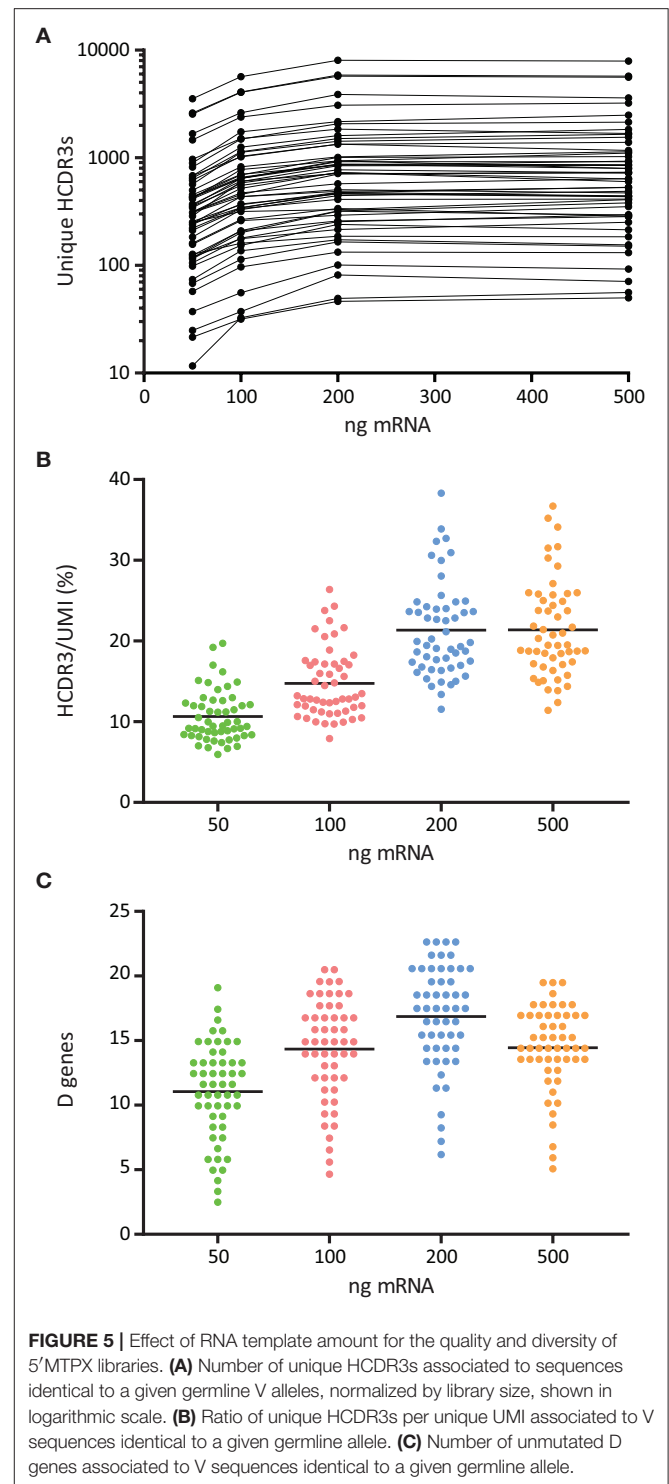 A
10000
1000
100
10
Unique HCDR3s
0 100 200 300 400 500
ng mRNA
B
40
30
20
10
0
HCDR3/UMI (%)
50 100 200 500
ng mRNA
C
25
20
15
10
5
0
D genes
50 100 200 500
ng mRNA
FIGURE 5 | Effect of RNA template amount for the quality and diversity of
5′MTPX libraries. (A) Number of unique HCDR3s associated to sequences
identical to a given germline V alleles, normalized by library size, shown in
logarithmic scale. (B) Ratio of unique HCDR3s per unique UMI associated to V
sequences identical to a given germline allele. (C) Number of unmutated D
genes associated to V sequences identical to a given germline allele.